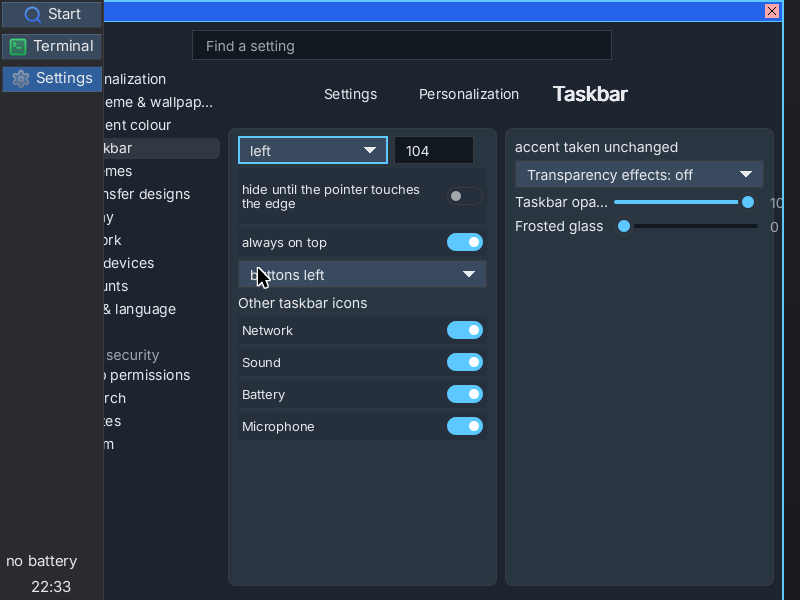 Start
Terminal
Settings
no battery
22:33
Find a setting
nalization
eme & wallpap...
ent colour
kbar
emes
nsfer designs
ay
ork
devices
unts
& language
security
permissions
rch
tes
m
Settings
Personalization
Taskbar
left
104
hide until the pointer touches
the edge
always on top
buttons left
Other taskbar icons
Network
Sound
Battery
Microphone
accent taken unchanged
Transparency effects: off
Taskbar opa...
10
Frosted glass
0